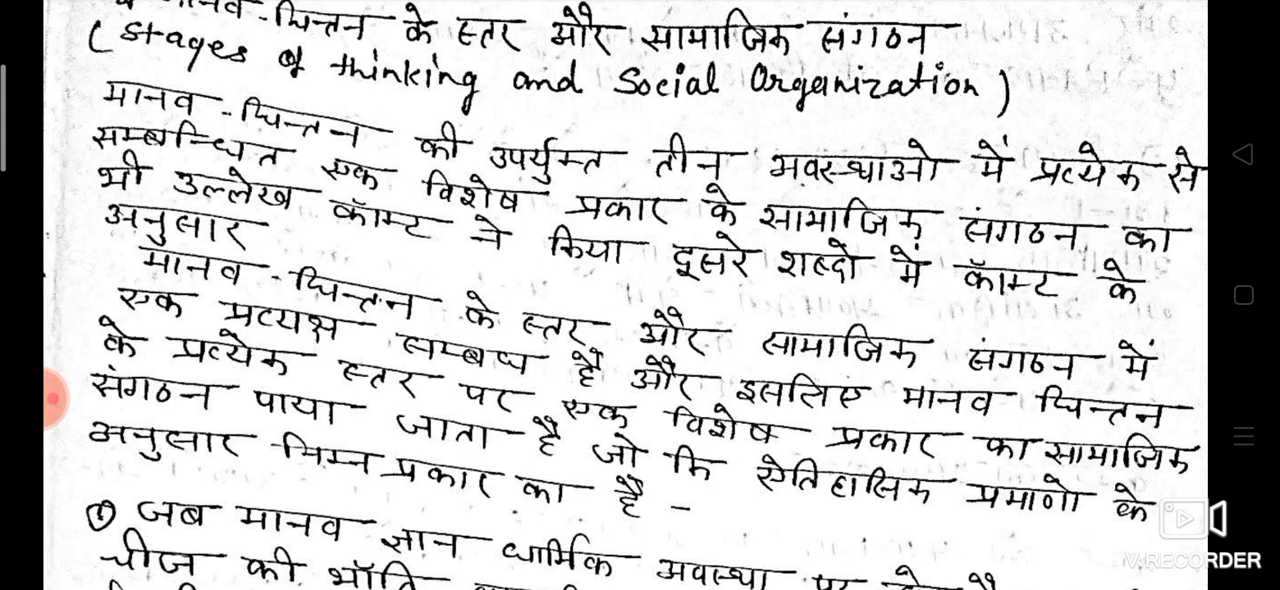 मानव-चिन्तन के स्तर और सामाजिक संगठन
(Stages of thinking and Social Organization)
मानव-चिन्तन की उपर्युक्त तीन अवस्थाओ में प्रत्येक से
सम्बन्धित एक विशेष प्रकार के सामाजिक संगठन का
भी उल्लेख कॉम्ट ने किया दूसरे शब्दो में कॉम्ट के
अनुसार
मानव-चिन्तन के स्तर और सामाजिक संगठन में
एक प्रत्यक्ष सम्बंध है और इसलिए मानव चिन्तन
के प्रत्येक स्तर पर एक विशेष प्रकार का सामाजिक
संगठन पाया जाता है जो कि ऐतिहासिक प्रमाणो के
अनुसार निम्न प्रकार का है -
① जब मानव ज्ञान धार्मिक अवस्था पर
चीज की भाँति
V.RECORDER